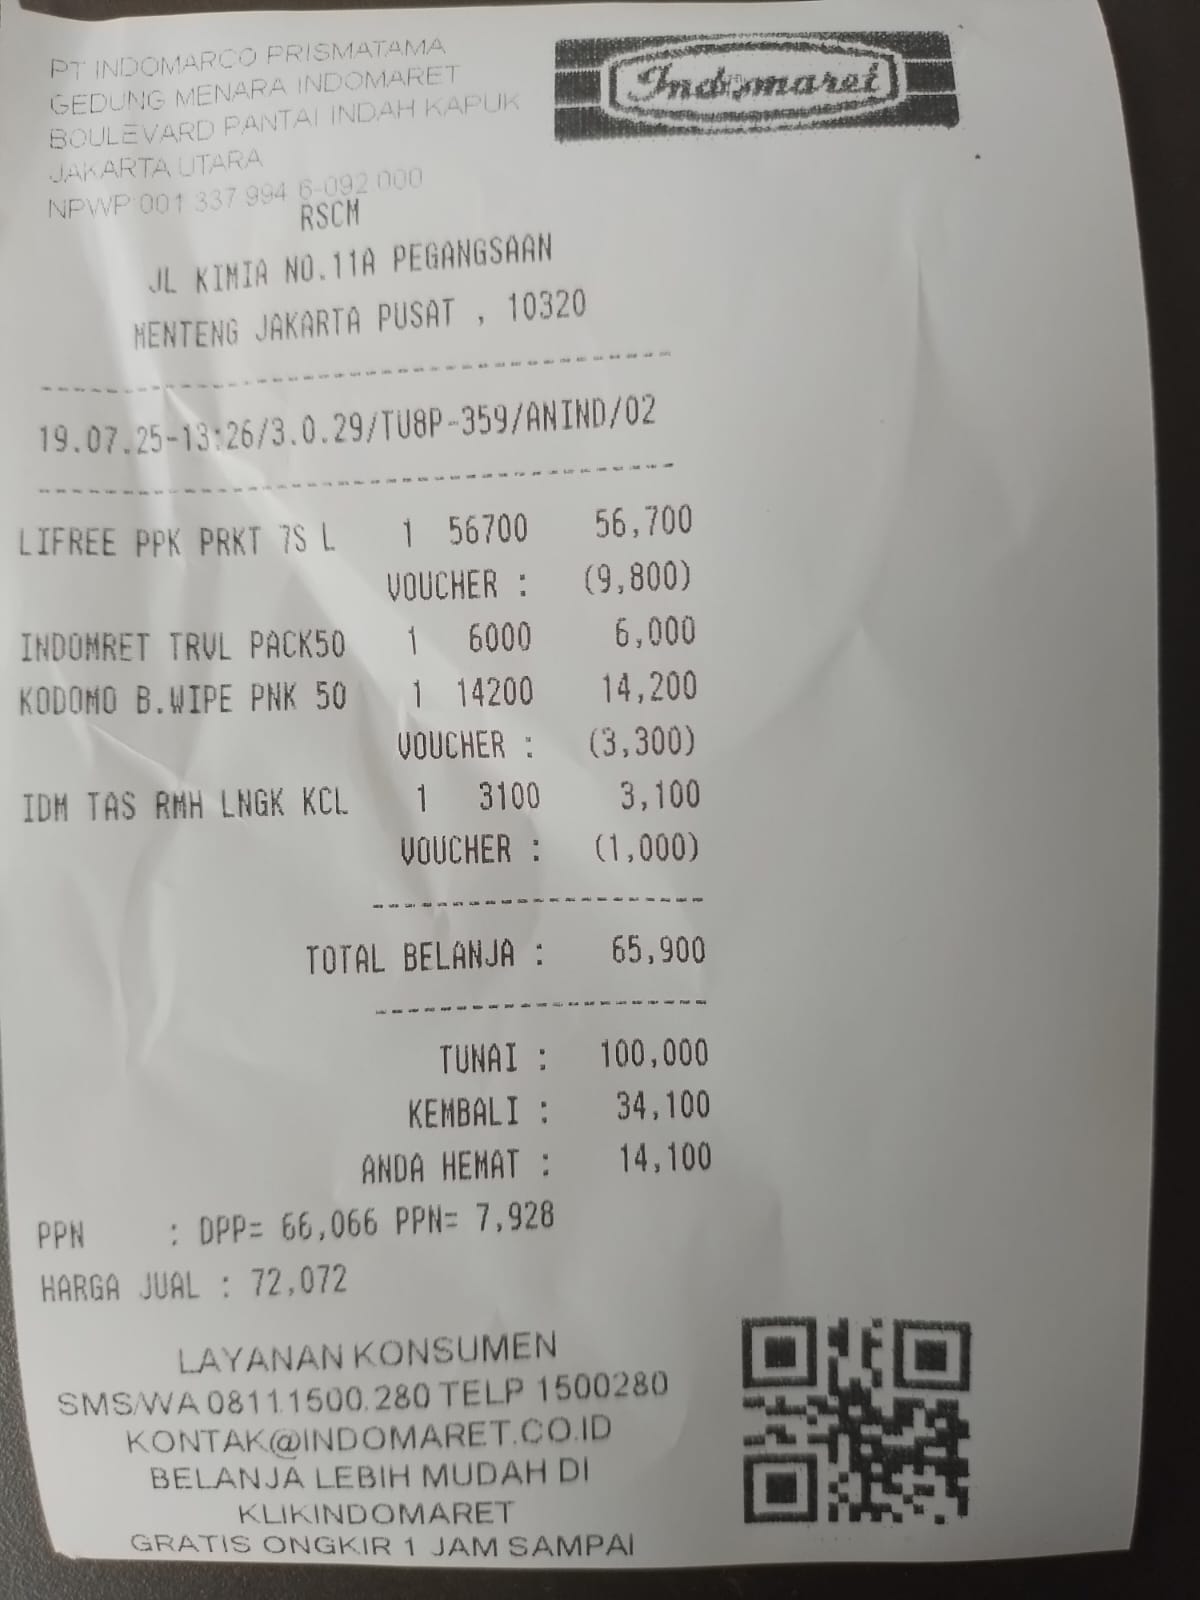 PT INDOMARCO PRISMATAMA
GEDUNG MENARA INDOMARET
BOULEVARD PANTAI INDAH KAPUK
JAKARTA UTARA
NPWP:001 337 994 6-092.000
Indomaret
RSCM
JL KIMIA NO.11A PEGANGSAAN
MENTENG JAKARTA PUSAT , 10320
19.07.25-13:26/3.0.29/TU8P-359/ANIND/02
LIFREE PPK PRKT 7S L 1 56700 56,700
VOUCHER : (9,800)
INDOMRET TRVL PACK50 1 6000 6,000
KODOMO B.WIPE PNK 50 1 14200 14,200
VOUCHER : (3,300)
IDM TAS RMH LNGK KCL 1 3100 3,100
VOUCHER : (1,000)
TOTAL BELANJA : 65,900
TUNAI : 100,000
KEMBALI : 34,100
ANDA HEMAT : 14,100
PPN : DPP= 66,066 PPN= 7,928
HARGA JUAL : 72,072
LAYANAN KONSUMEN
SMS/WA 08111.500.280 TELP 1500280
KONTAK@INDOMARET.CO.ID
BELANJA LEBIH MUDAH DI
KLIKINDOMARET
GRATIS ONGKIR 1 JAM SAMPAI